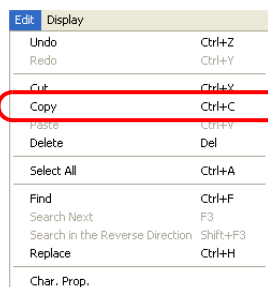 Edit Display
Undo Ctrl+Z
Redo Ctrl+Y
Cut Ctrl+X
Copy Ctrl+C
Paste Ctrl+V
Delete Del
Select All Ctrl+A
Find Ctrl+F
Search Next F3
Search in the Reverse Direction Shift+F3
Replace Ctrl+H
Char. Prop.